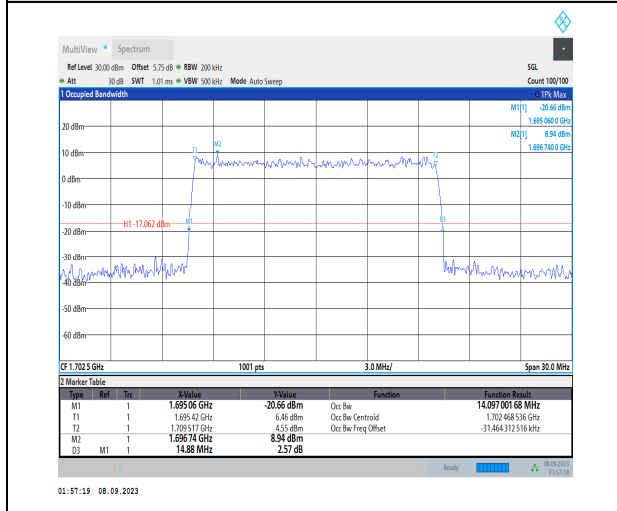 MultiView Spectrum
Ref Level 30.00 dBm Offset 5.75 dB RBW 200 kHz SGL
Att 30 dB SWT 1.01 ms VBW 500 kHz Mode Auto Sweep Count 100/100
1 Occupied Bandwidth 1Pk Max
M1[1] -20.66 dBm
1.695 060 0 GHz
M2[1] 8.94 dBm
1.696 740 0 GHz
20 dBm
10 dBm
0 dBm
-10 dBm
-20 dBm
-30 dBm
-40 dBm
-50 dBm
-60 dBm
T1
M2
T2
H1 -17.062 dBm
M1
D3
CF 1.702 5 GHz 1001 pts 3.0 MHz/ Span 30.0 MHz
2 Marker Table
Type Ref Trc X-Value Y-Value Function Function Result
M1 1 1.695 06 GHz -20.66 dBm Occ Bw 14.097 001 68 MHz
T1 1 1.695 42 GHz 6.46 dBm Occ Bw Centroid 1.702 468 536 GHz
T2 1 1.709 517 GHz 4.55 dBm Occ Bw Freq Offset -31.464 312 516 kHz
M2 1 1.696 74 GHz 8.94 dBm
D3 M1 1 14.88 MHz 2.57 dB
Ready 08.09.2023
01:57:18
01:57:19 08.09.2023